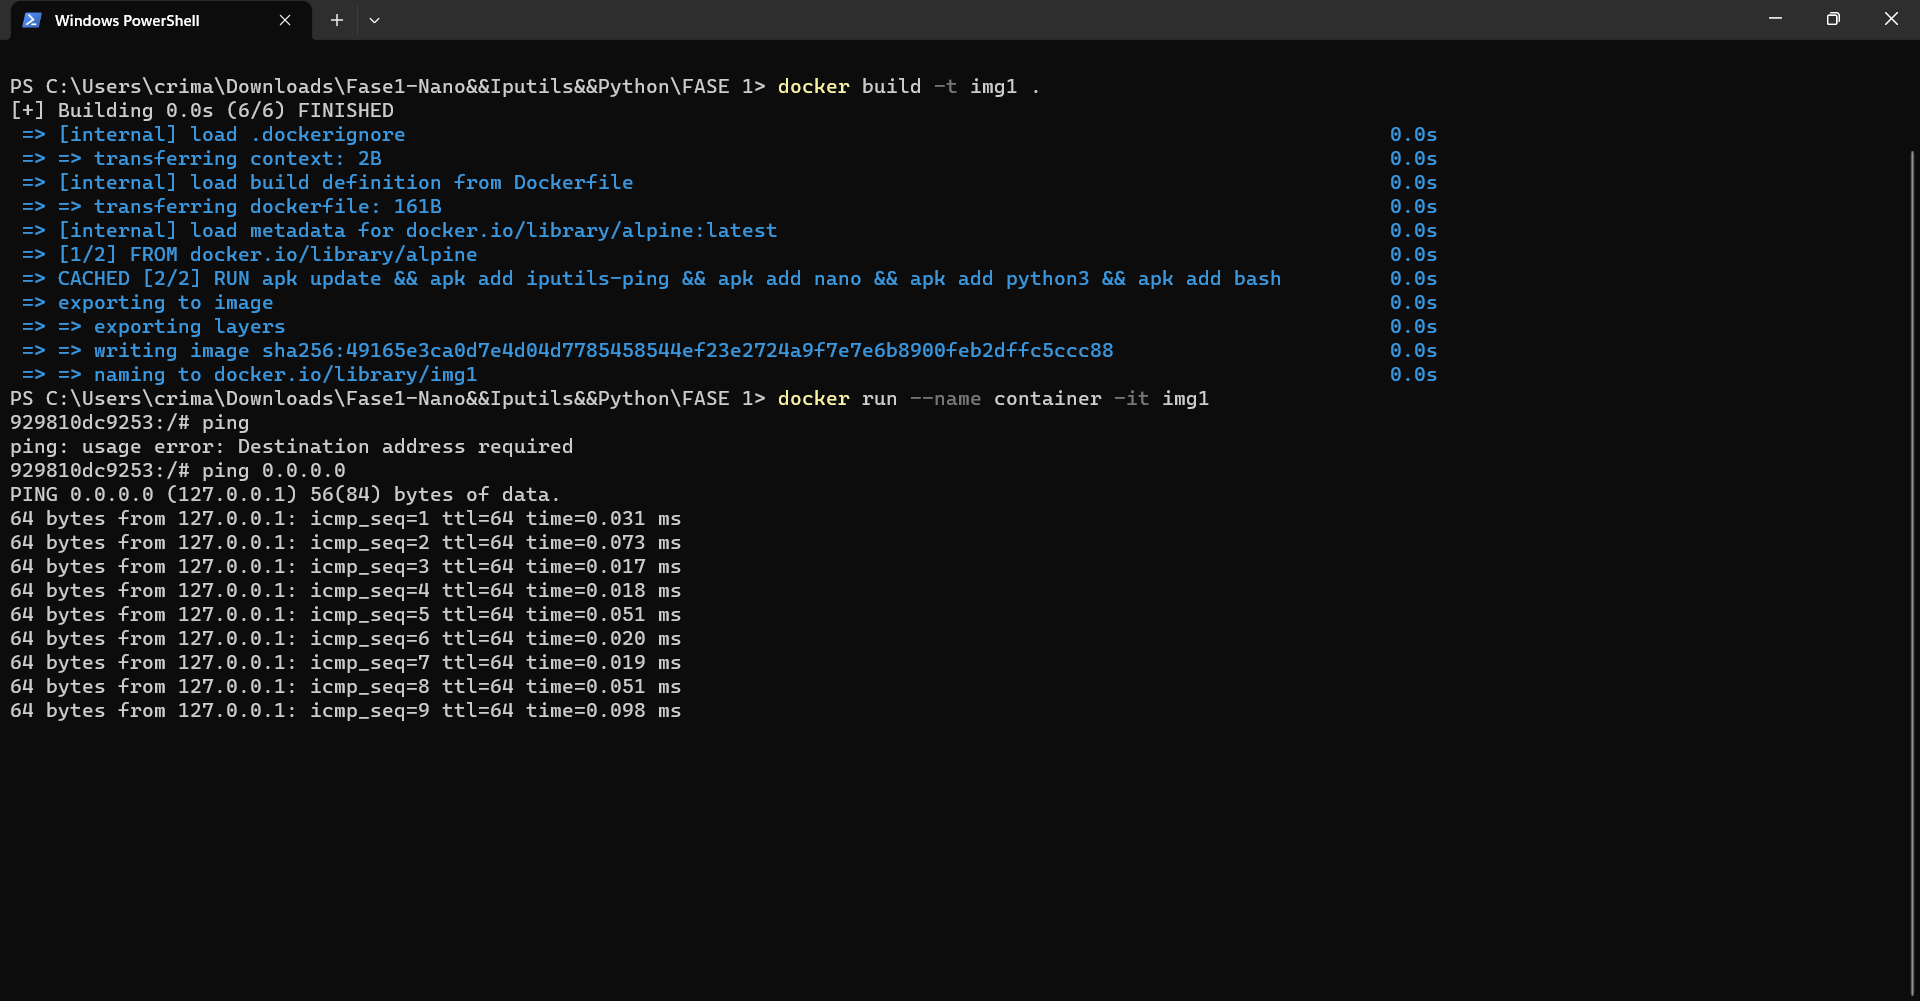 Windows PowerShell
PS C:\Users\crima\Downloads\Fase1-Nano&&Iputils&&Python\FASE 1> docker build -t img1 .
[+] Building 0.0s (6/6) FINISHED
=> [internal] load .dockerignore 0.0s
=> => transferring context: 2B 0.0s
=> [internal] load build definition from Dockerfile 0.0s
=> => transferring dockerfile: 161B 0.0s
=> [internal] load metadata for docker.io/library/alpine:latest 0.0s
=> [1/2] FROM docker.io/library/alpine 0.0s
=> CACHED [2/2] RUN apk update && apk add iputils-ping && apk add nano && apk add python3 && apk add bash 0.0s
=> exporting to image 0.0s
=> => exporting layers 0.0s
=> => writing image sha256:49165e3ca0d7e4d04d7785458544ef23e2724a9f7e7e6b8900feb2dffc5ccc88 0.0s
=> => naming to docker.io/library/img1 0.0s
PS C:\Users\crima\Downloads\Fase1-Nano&&Iputils&&Python\FASE 1> docker run --name container -it img1
929810dc9253:/# ping
ping: usage error: Destination address required
929810dc9253:/# ping 0.0.0.0
PING 0.0.0.0 (127.0.0.1) 56(84) bytes of data.
64 bytes from 127.0.0.1: icmp_seq=1 ttl=64 time=0.031 ms
64 bytes from 127.0.0.1: icmp_seq=2 ttl=64 time=0.073 ms
64 bytes from 127.0.0.1: icmp_seq=3 ttl=64 time=0.017 ms
64 bytes from 127.0.0.1: icmp_seq=4 ttl=64 time=0.018 ms
64 bytes from 127.0.0.1: icmp_seq=5 ttl=64 time=0.051 ms
64 bytes from 127.0.0.1: icmp_seq=6 ttl=64 time=0.020 ms
64 bytes from 127.0.0.1: icmp_seq=7 ttl=64 time=0.019 ms
64 bytes from 127.0.0.1: icmp_seq=8 ttl=64 time=0.051 ms
64 bytes from 127.0.0.1: icmp_seq=9 ttl=64 time=0.098 ms